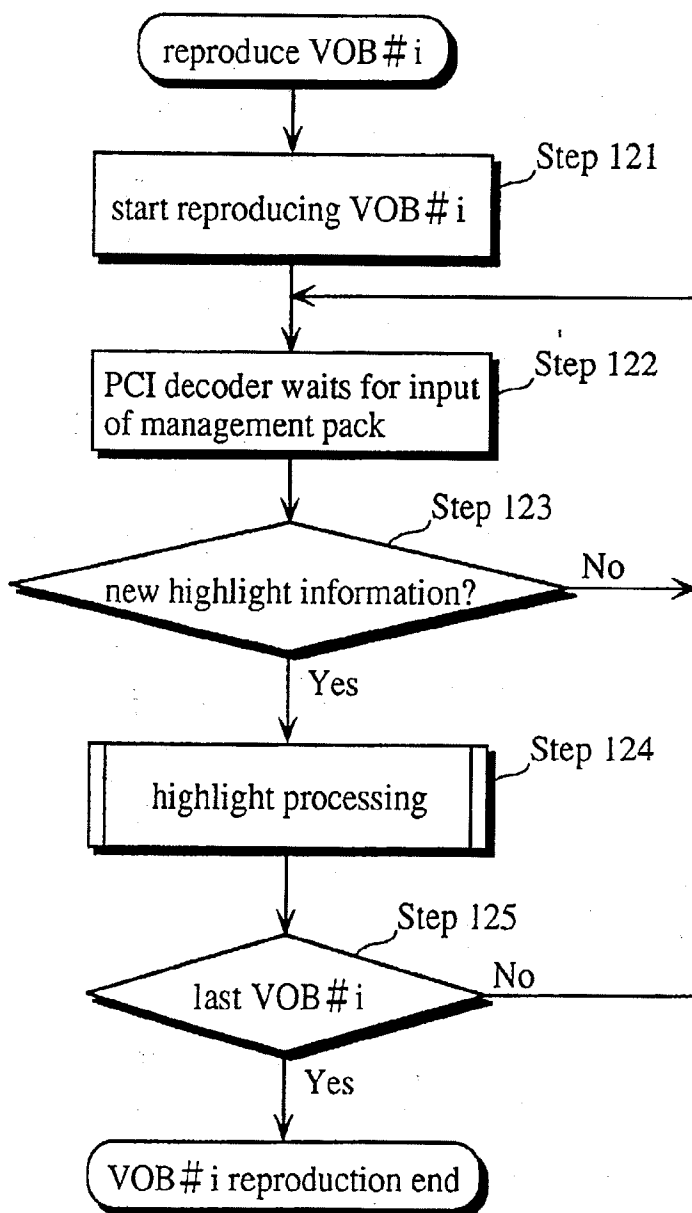 reproduce VOB#i
Step 121
start reproducing VOB#i
Step 122
PCI decoder waits for input
of management pack
Step 123
new highlight information?
No
Yes
Step 124
highlight processing
Step 125
last VOB#i
No
Yes
VOB#i reproduction end